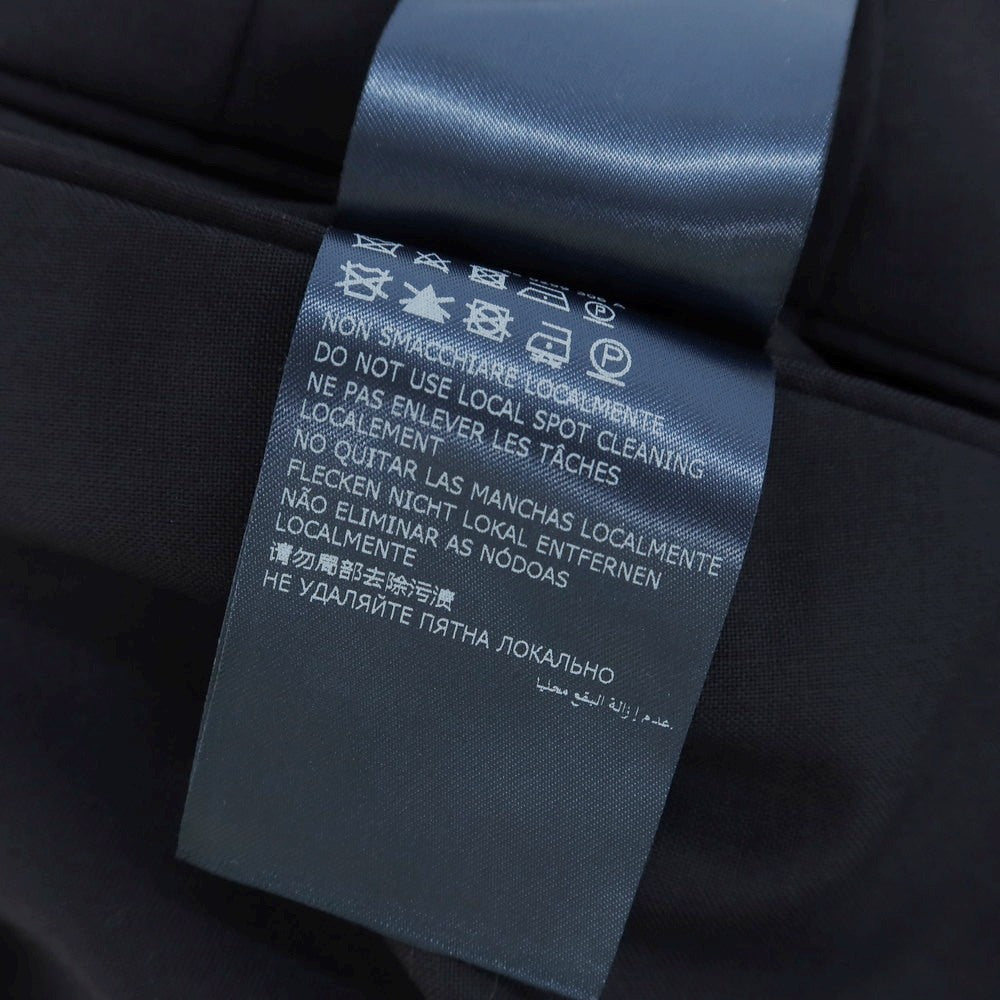 P
P
NON SMACCHIARE LOCALMENTE
DO NOT USE LOCAL SPOT CLEANING
NE PAS ENLEVER LES TÂCHES
LOCALEMENT
NO QUITAR LAS MANCHAS LOCALMENTE
FLECKEN NICHT LOKAL ENTFERNEN
NÃO ELIMINAR AS NÓDOAS
LOCALMENTE
请勿局部去除污渍
НЕ УДАЛЯЙТЕ ПЯТНА ЛОКАЛЬНО
عدم إزالة البقع محليا.